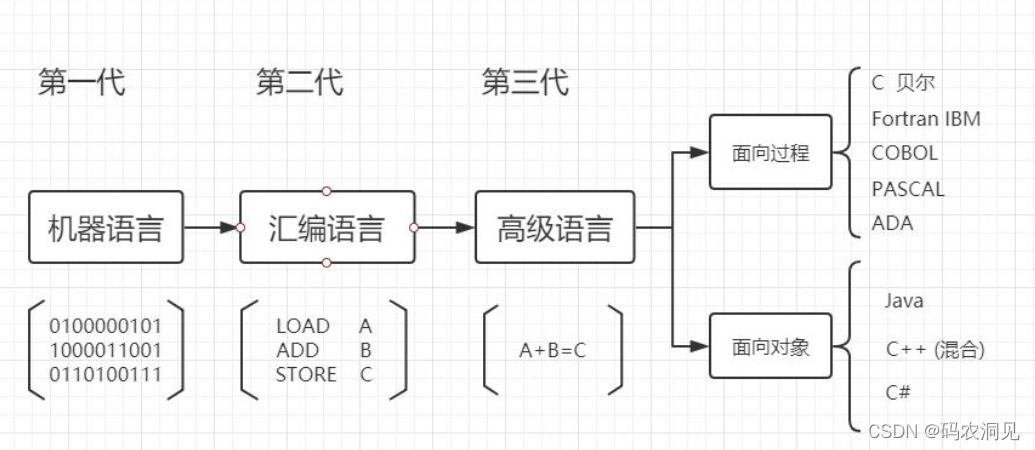 第一代
第二代
第三代
机器语言
汇编语言
高级语言
0100000101
1000011001
0110100111
LOAD A
ADD B
STORE C
A+B=C
面向过程
C 贝尔
Fortran IBM
COBOL
PASCAL
ADA
面向对象
Java
C++ (混合)
C#
CSDN @码农洞见